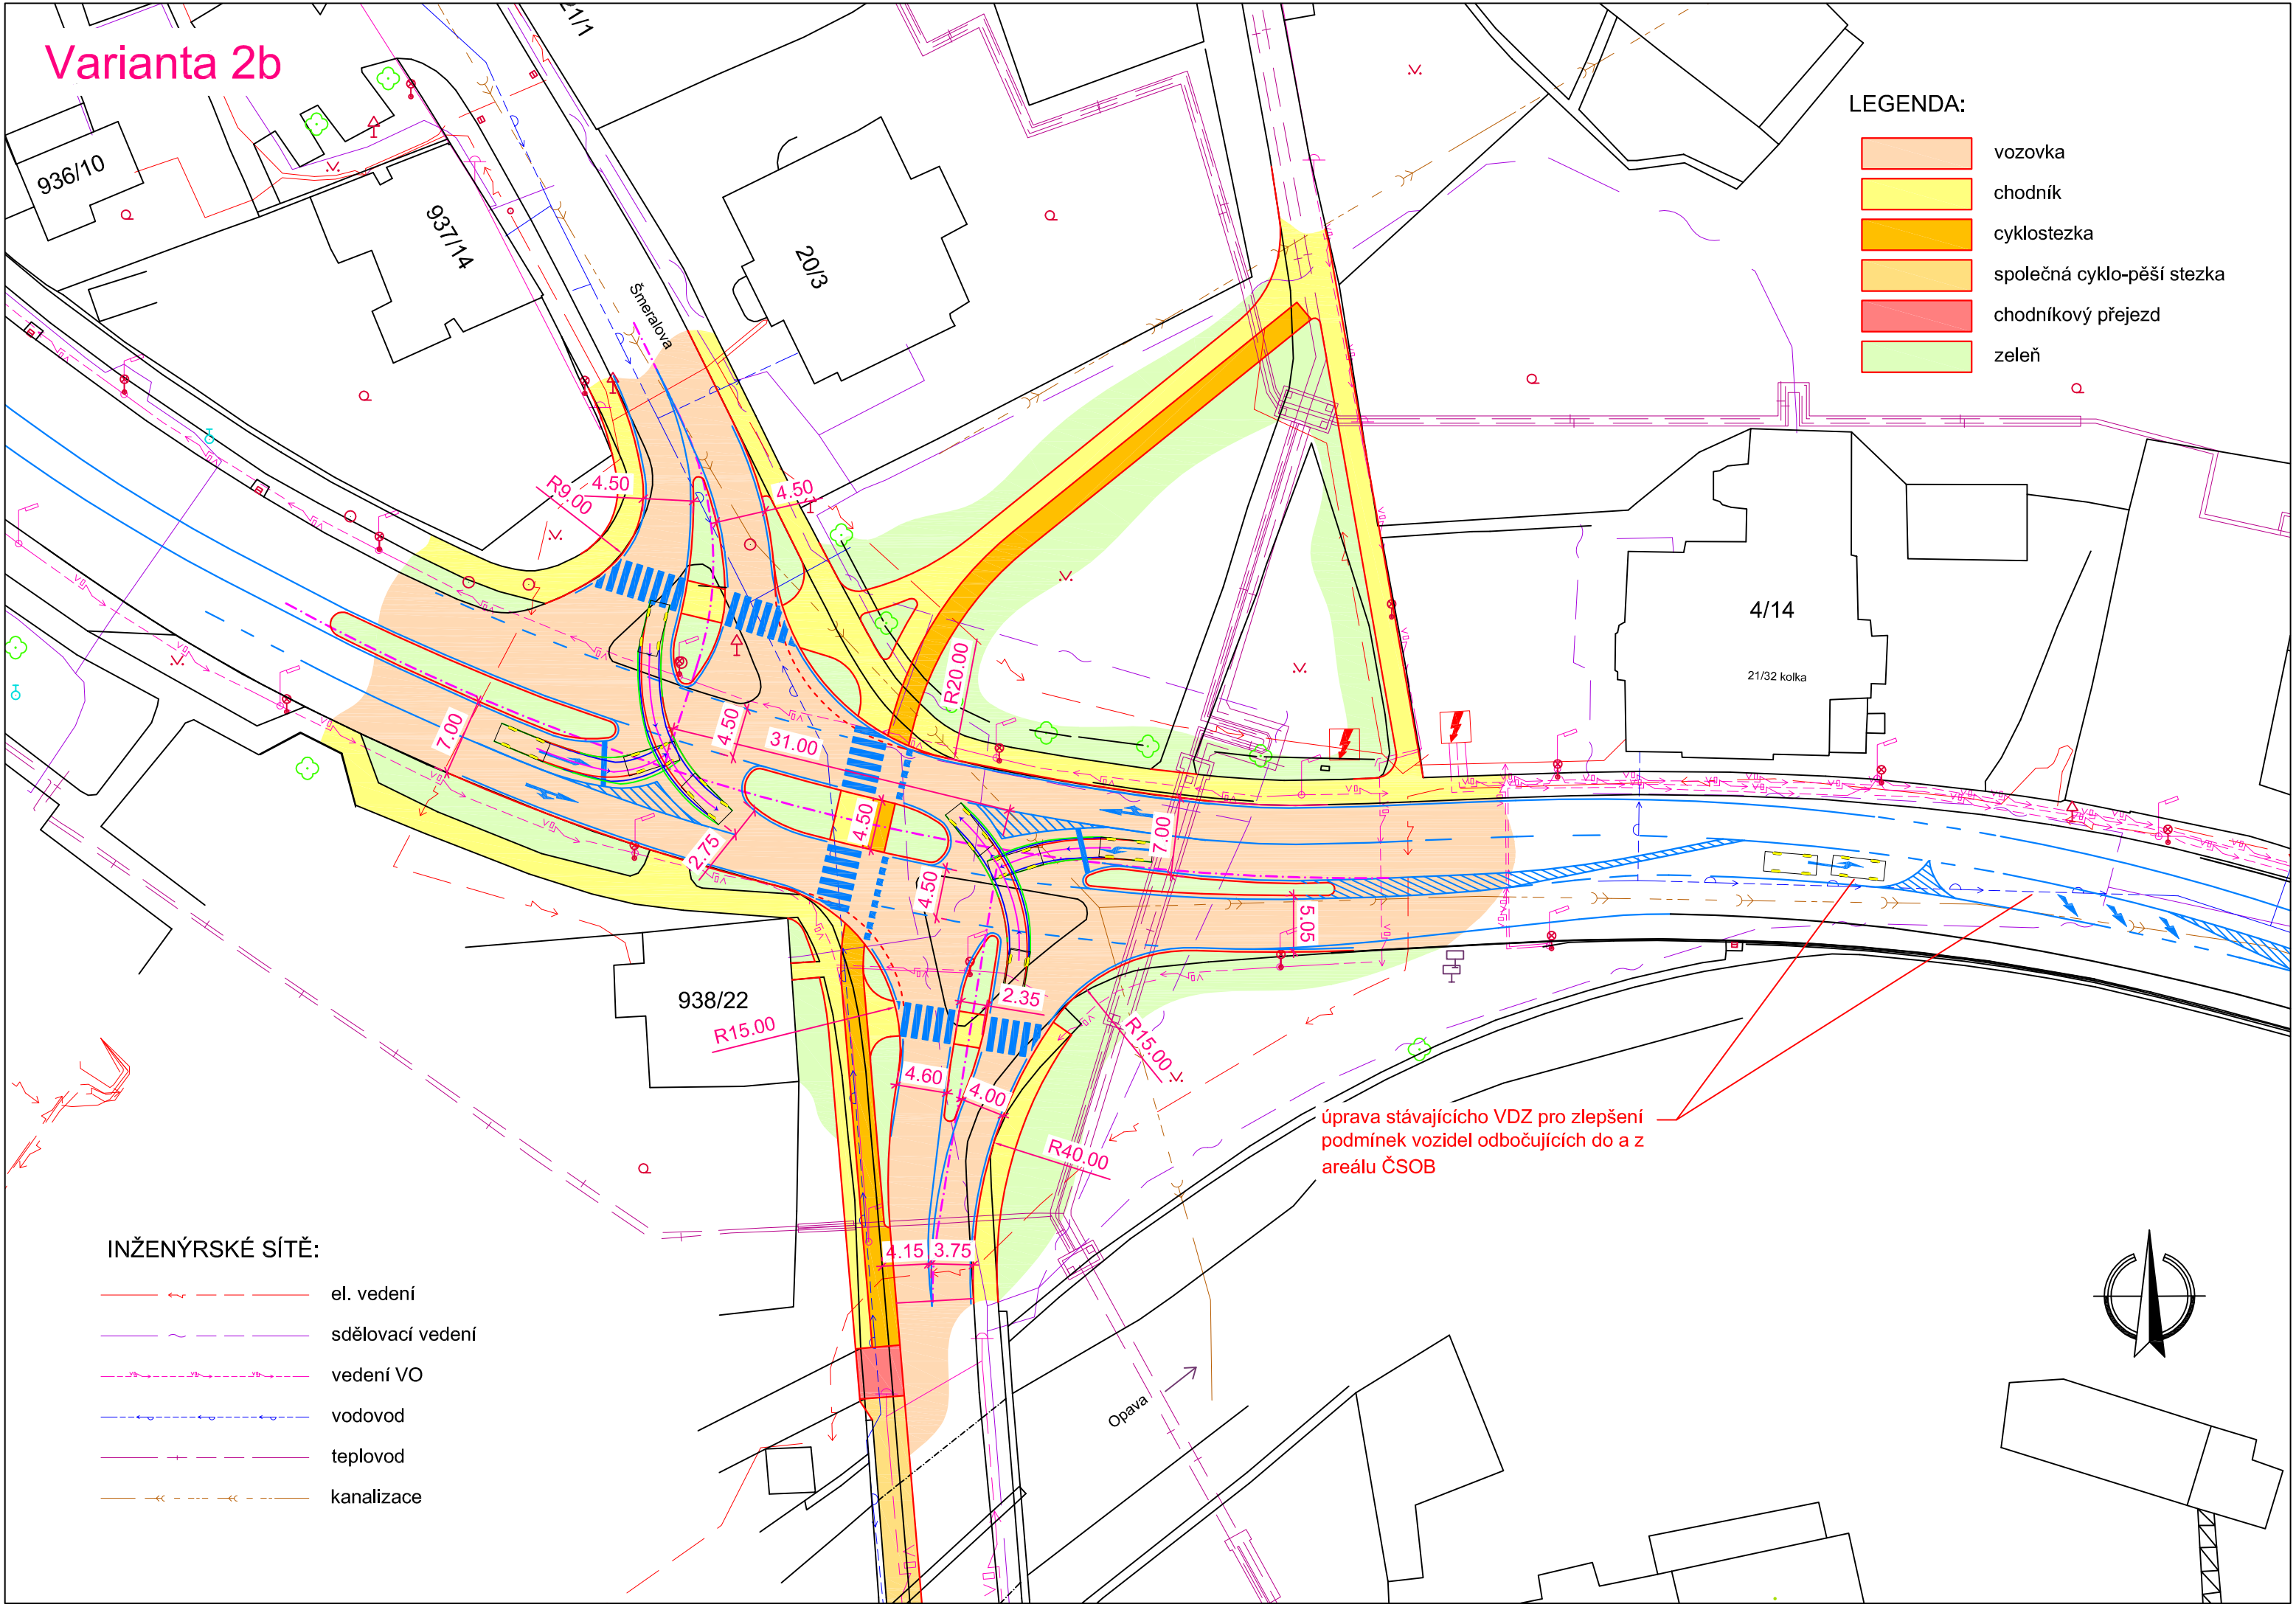 Varianta 2b
21/1
936/10
937/14
20/3
Šmeralova
LEGENDA:
vozovka
chodník
cyklostezka
společná cyklo-pěší stezka
chodníkový přejezd
zeleň
R9.00
4.50
4.50
4/14
21/32 kolka
R20.00
7.00
4.50
31.00
4.50
2.75
7.00
4.50
5.05
938/22
R15.00
2.35
R15.00
4.60
4.00
R40.00
4.15
3.75
úprava stávajícícho VDZ pro zlepšení
podmínek vozidel odbočujících do a z
areálu ČSOB
Opava
INŽENÝRSKÉ SÍTĚ:
el. vedení
sdělovací vedení
vedení VO
vodovod
teplovod
kanalizace